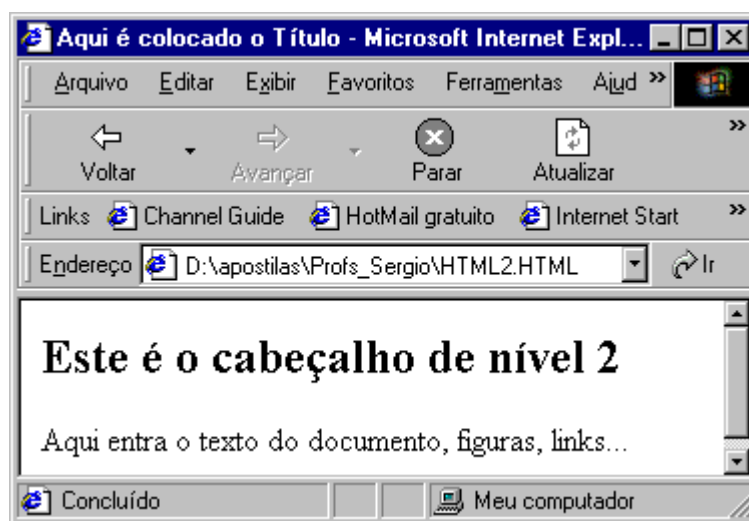 Aqui é colocado o Título - Microsoft Internet Expl...
Arquivo Editar Exibir Favoritos Ferramentas Ajud »
Voltar Avançar Parar Atualizar »
Links Channel Guide HotMail gratuito Internet Start »
Endereço D:\apostilas\Profs_Sergio\HTML2.HTML Ir
Este é o cabeçalho de nível 2
Aqui entra o texto do documento, figuras, links...
Concluído Meu computador